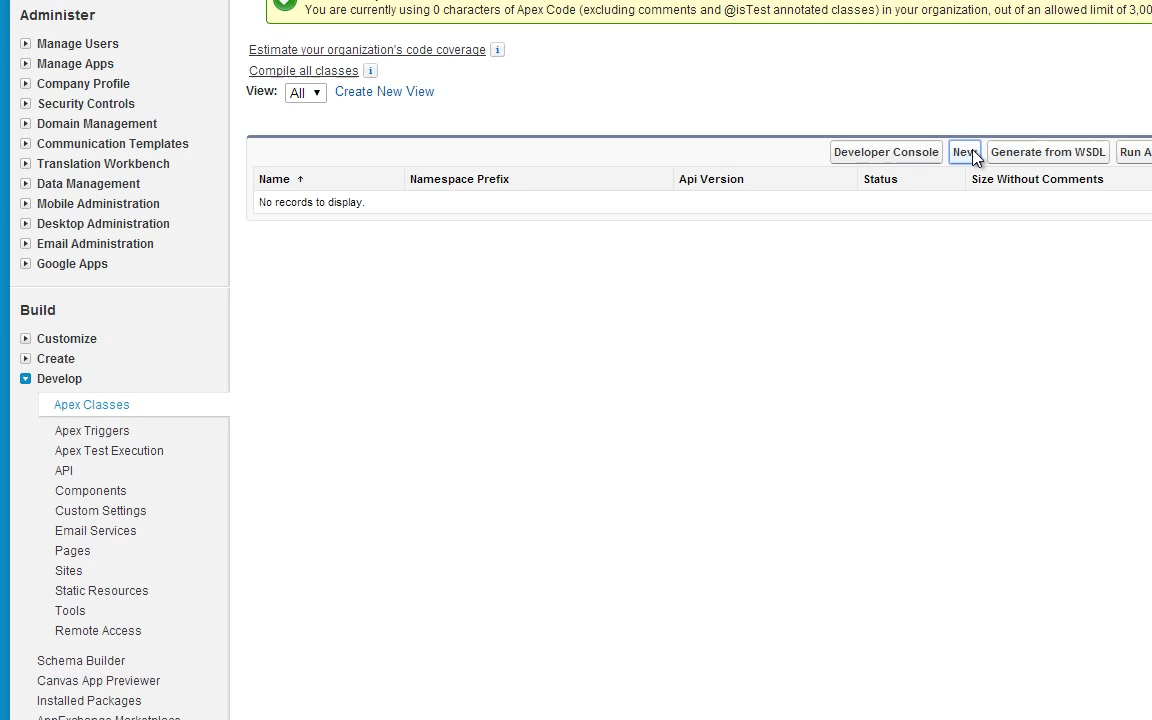 Administer
Manage Users
Manage Apps
Company Profile
Security Controls
Domain Management
Communication Templates
Translation Workbench
Data Management
Mobile Administration
Desktop Administration
Email Administration
Google Apps
Build
Customize
Create
Develop
Apex Classes
Apex Triggers
Apex Test Execution
API
Components
Custom Settings
Email Services
Pages
Sites
Static Resources
Tools
Remote Access
Schema Builder
Canvas App Previewer
Installed Packages
AppExchange Marketplace
You are currently using 0 characters of Apex Code (excluding comments and @isTest annotated classes) in your organization, out of an allowed limit of 3,00
Estimate your organization's code coverage i
Compile all classes i
View: All Create New View
Developer Console New Generate from WSDL Run A
Name Namespace Prefix Api Version Status Size Without Comments
No records to display.